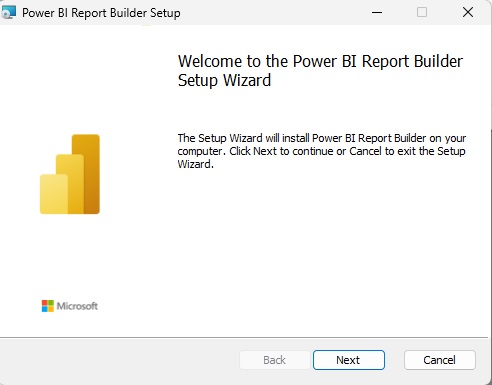 Power BI Report Builder Setup
Welcome to the Power BI Report Builder
Setup Wizard
The Setup Wizard will install Power BI Report Builder on your
computer. Click Next to continue or Cancel to exit the Setup
Wizard.
Microsoft
Back Next Cancel